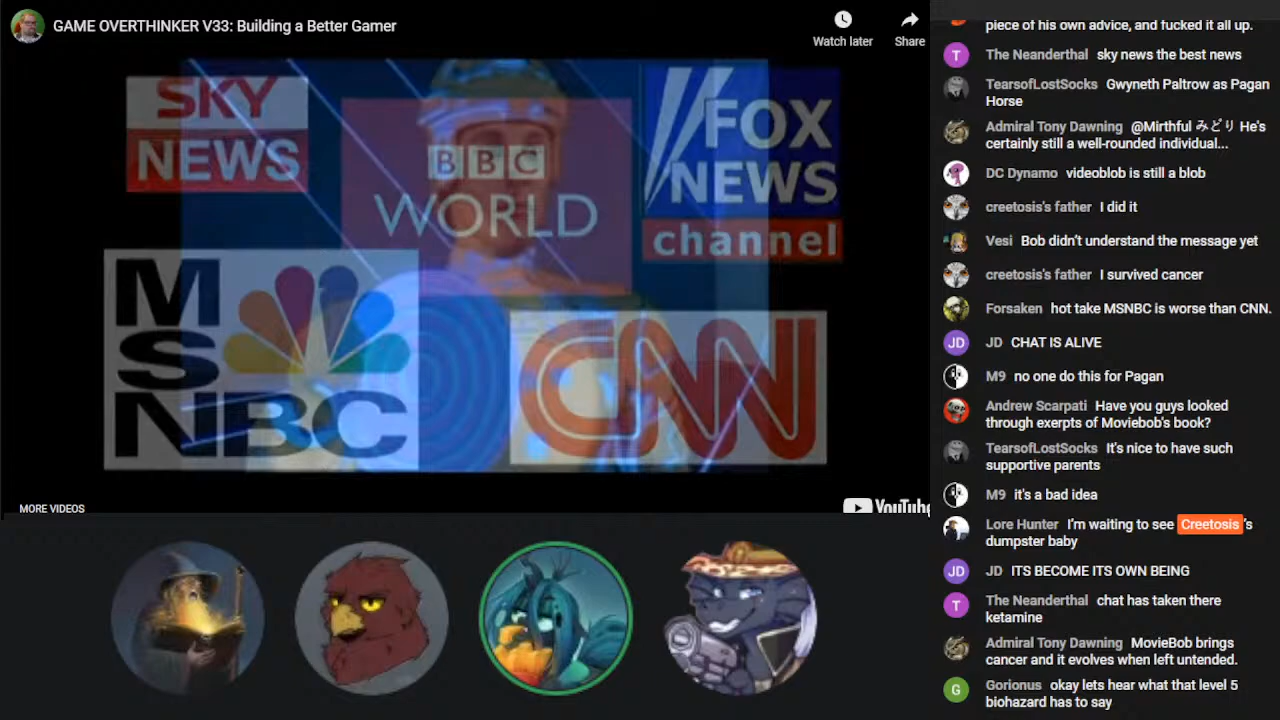 GAME OVERTHINKER V33: Building a Better Gamer
Watch later
Share
SKY
NEWS
BBC
WORLD
FOX
NEWS
channel
M
S
NBC
CNN
MORE VIDEOS
YouTube
piece of his own advice, and fucked it all up.
T The Neanderthal sky news the best news
TearsofLostSocks Gwyneth Paltrow as Pagan
Horse
Admiral Tony Dawning @Mirthful みどり He's
certainly still a well-rounded individual...
DC Dynamo videoblob is still a blob
creetosis's father I did it
Vesi Bob didn't understand the message yet
creetosis's father I survived cancer
Forsaken hot take MSNBC is worse than CNN.
JD JD CHAT IS ALIVE
M9 no one do this for Pagan
Andrew Scarpati Have you guys looked
through exerpts of Moviebob's book?
TearsofLostSocks It's nice to have such
supportive parents
M9 it's a bad idea
Lore Hunter I'm waiting to see Creetosis's
dumpster baby
JD JD ITS BECOME ITS OWN BEING
T The Neanderthal chat has taken there
ketamine
Admiral Tony Dawning MovieBob brings
cancer and it evolves when left untended.
G Gorionus okay lets hear what that level 5
biohazard has to say